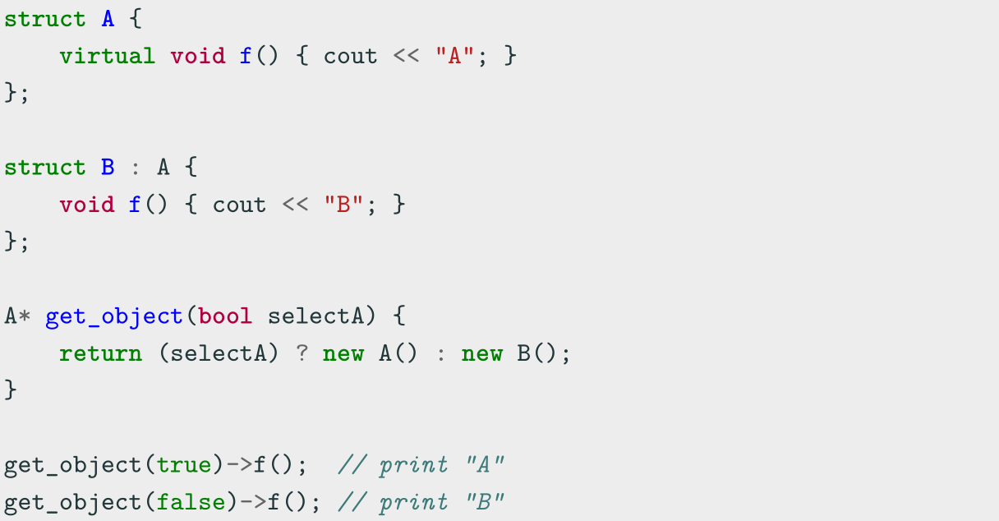 struct A {
    virtual void f() { cout << "A"; }
};

struct B : A {
    void f() { cout << "B"; }
};

A* get_object(bool selectA) {
    return (selectA) ? new A() : new B();
}

get_object(true)->f();  // print "A"
get_object(false)->f(); // print "B"